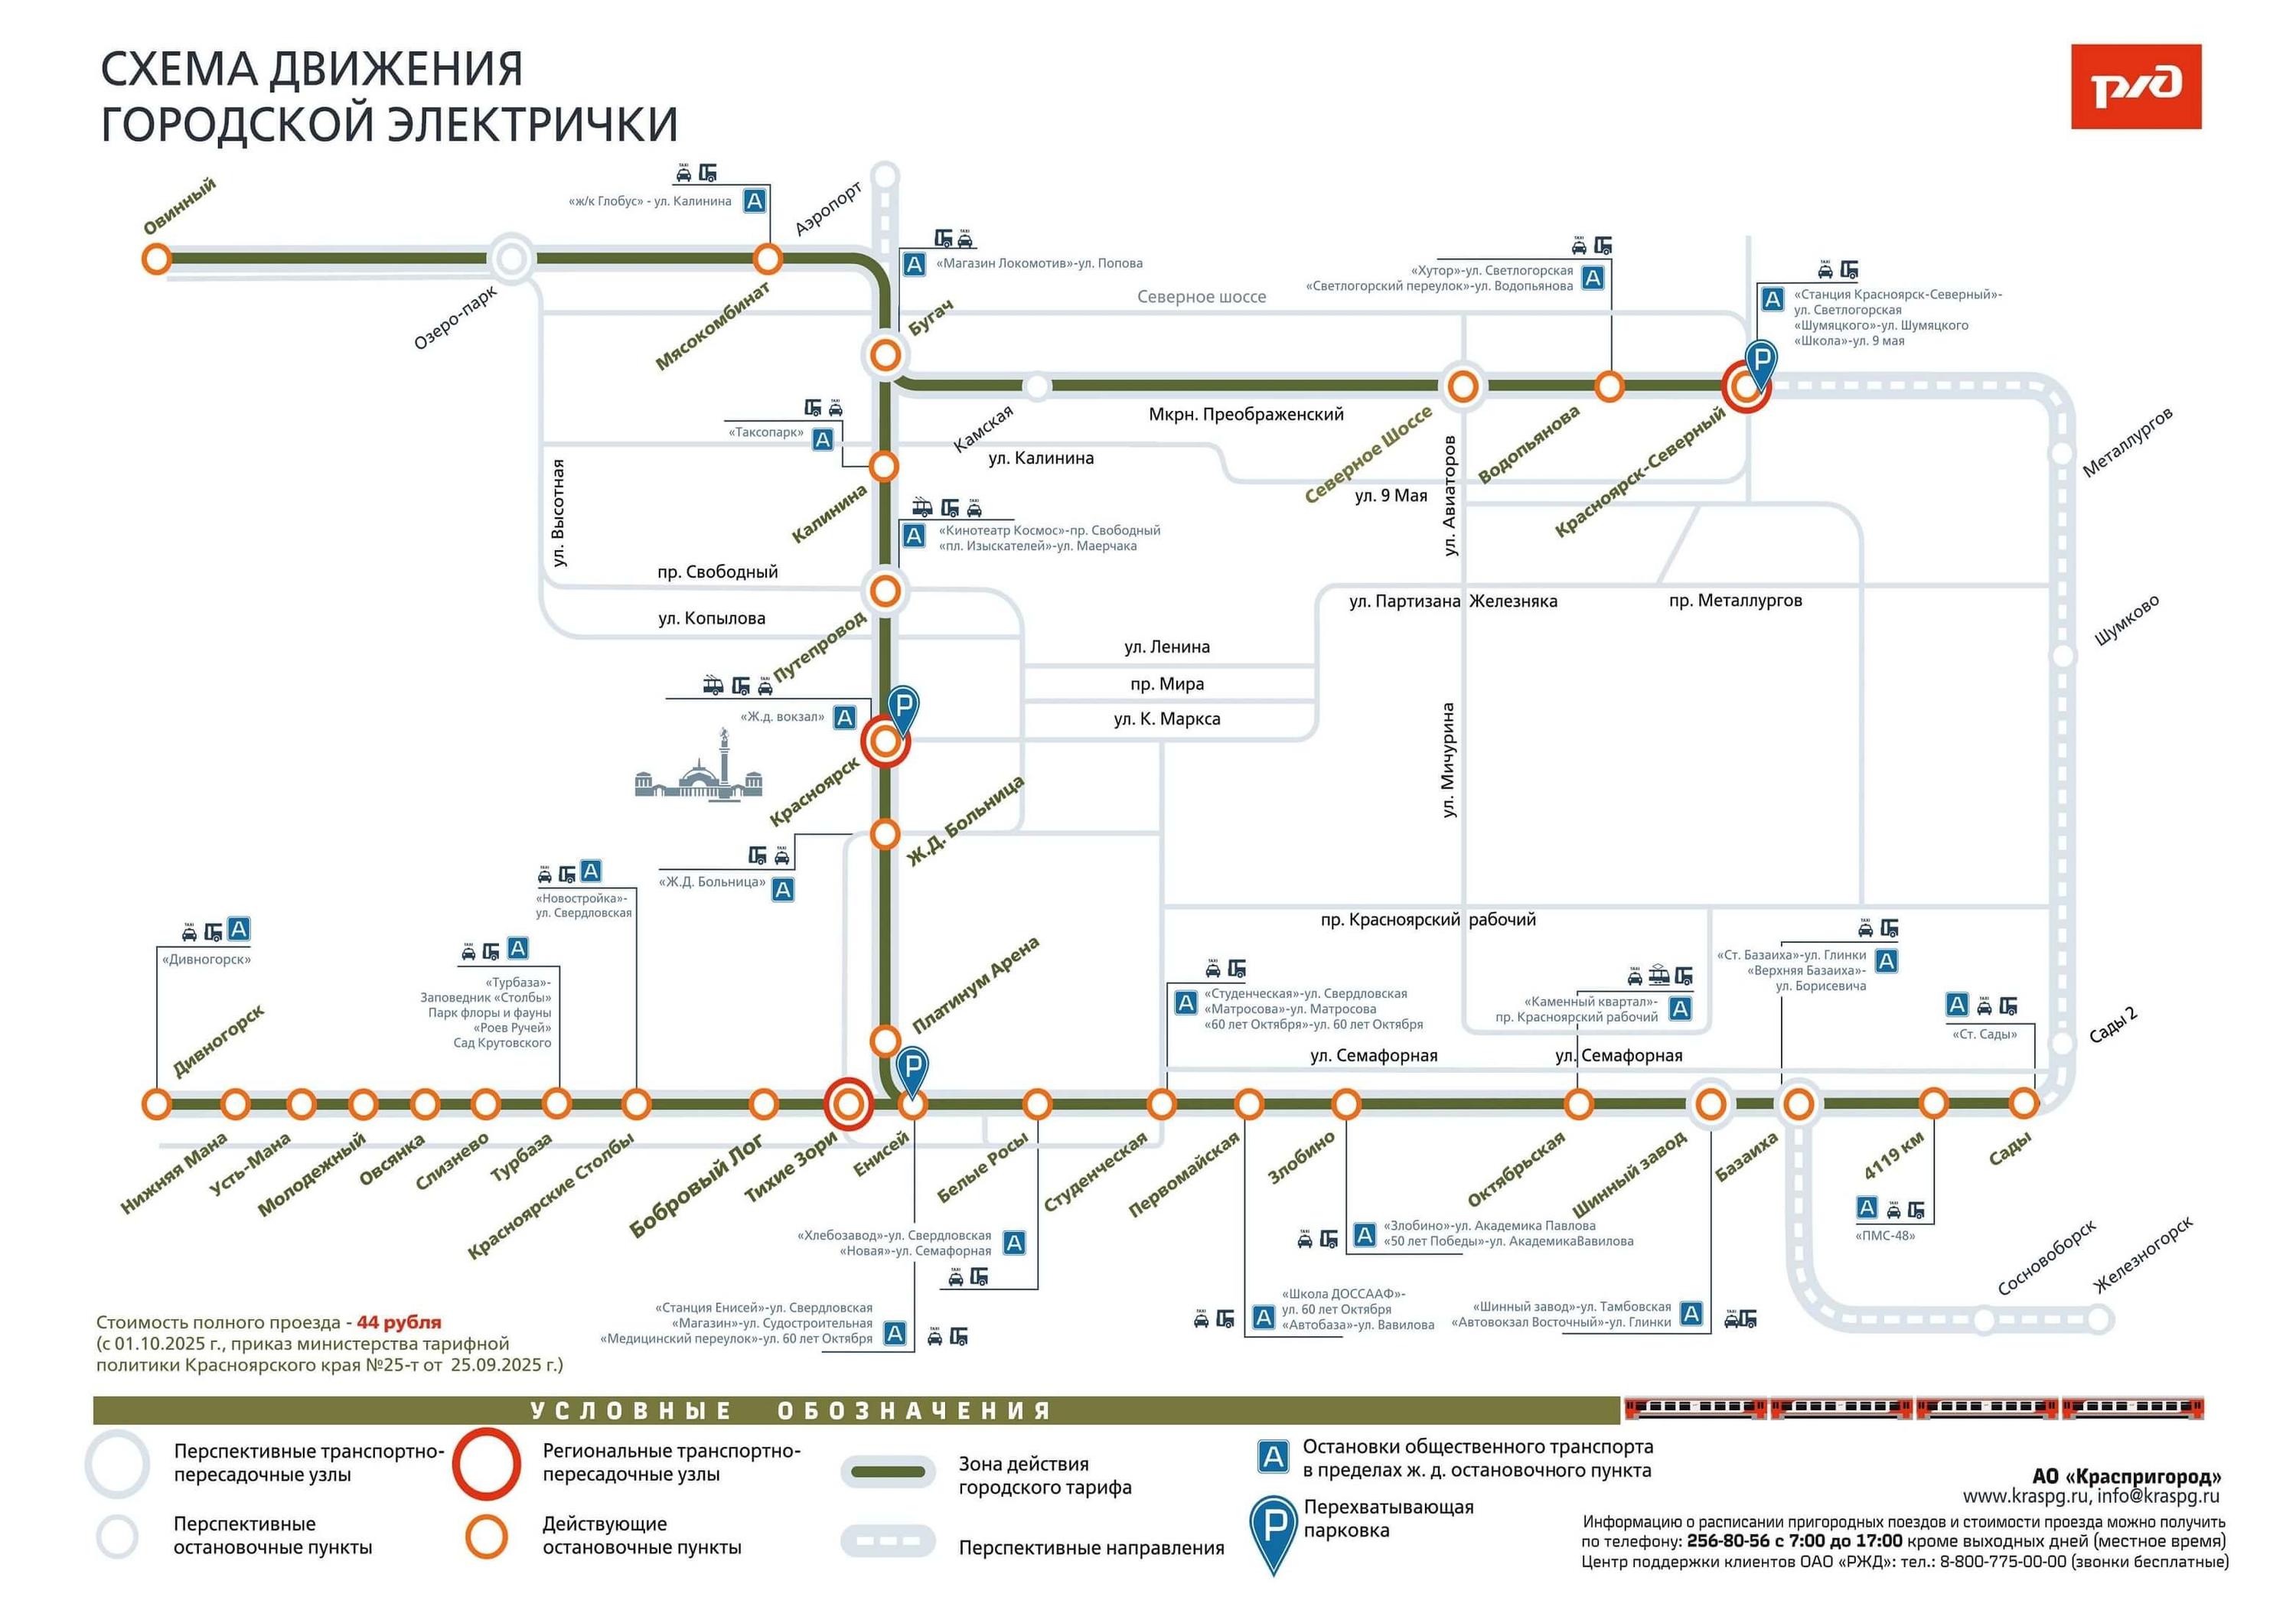 СХЕМА ДВИЖЕНИЯ
ГОРОДСКОЙ ЭЛЕКТРИЧКИ
ржд
Овинный
«ж/к Глобус» - ул. Калинина
А
Аэропорт
Озеро-парк
Мясокомбинат
А
«Магазин Локомотив»-ул. Попова
Бугач
Северное шоссе
«Хутор»-ул. Светлогорская
«Светлогорский переулок»-ул. Водопьянова
А
А
«Станция Красноярск-Северный»-
ул. Светлогорская
«Шумяцкого»-ул. Шумяцкого
«Школа»-ул. 9 мая
P
Камская
Мкрн. Преображенский
Северное Шоссе
Водопьянова
Красноярск-Северный
Металлургов
«Таксопарк»
А
ул. Калинина
ул. 9 Мая
ул. Авиаторов
ул. Высотная
Калинина
А
«Кинотеатр Космос»-пр. Свободный
«пл. Изыскателей»-ул. Маерчака
пр. Свободный
ул. Копылова
Путепровод
ул. Партизана Железняка
пр. Металлургов
Шумково
ул. Ленина
пр. Мира
ул. К. Маркса
ул. Мичурина
«Ж.д. вокзал»
А
P
Красноярск
Ж.Д. Больница
«Ж.Д. Больница»
А
А
«Новостройка»-
ул. Свердловская
А
«Дивногорск»
Дивногорск
А
«Турбаза»-
Заповедник «Столбы»
Парк флоры и фауны
«Роев Ручей»
Сад Крутовского
Платинум Арена
P
пр. Красноярский рабочий
А
«Студенческая»-ул. Свердловская
«Матросова»-ул. Матросова
«60 лет Октября»-ул. 60 лет Октября
«Каменный квартал»-
пр. Красноярский рабочий
А
«Ст. Базаиха»-ул. Глинки
«Верхняя Базаиха»-
ул. Борисевича
А
А
«Ст. Сады»
Сады 2
ул. Семафорная
ул. Семафорная
Нижняя Мана
Усть-Мана
Молодежный
Овсянка
Слизнево
Турбаза
Красноярские Столбы
Бобровый Лог
Тихие Зори
Енисей
Белые Росы
Студенческая
Первомайская
Злобино
Октябрьская
Шинный завод
Базаиха
4119 км
Сады
«Хлебозавод»-ул. Свердловская
«Новая»-ул. Семафорная
А
«Станция Енисей»-ул. Свердловская
«Магазин»-ул. Судостроительная
«Медицинский переулок»-ул. 60 лет Октября
А
А
«Злобино»-ул. Академика Павлова
«50 лет Победы»-ул. АкадемикаВавилова
А
«Школа ДОССААФ»-
ул. 60 лет Октября
«Автобаза»-ул. Вавилова
«Шинный завод»-ул. Тамбовская
«Автовокзал Восточный»-ул. Глинки
А
А
«ПМС-48»
Сосновоборск
Железногорск
Стоимость полного проезда - 44 рубля
(с 01.10.2025 г., приказ министерства тарифной
политики Красноярского края №25-т от 25.09.2025 г.)
УСЛОВНЫЕ ОБОЗНАЧЕНИЯ
Перспективные транспортно-
пересадочные узлы
Перспективные
остановочные пункты
Региональные транспортно-
пересадочные узлы
Действующие
остановочные пункты
Зона действия
городского тарифа
Перспективные направления
А
Остановки общественного транспорта
в пределах ж. д. остановочного пункта
P
Перехватывающая
парковка
АО «Краспригород»
www.kraspg.ru, info@kraspg.ru
Информацию о расписании пригородных поездов и стоимости проезда можно получить
по телефону: 256-80-56 с 7:00 до 17:00 кроме выходных дней (местное время)
Центр поддержки клиентов ОАО «РЖД»: тел.: 8-800-775-00-00 (звонки бесплатные)